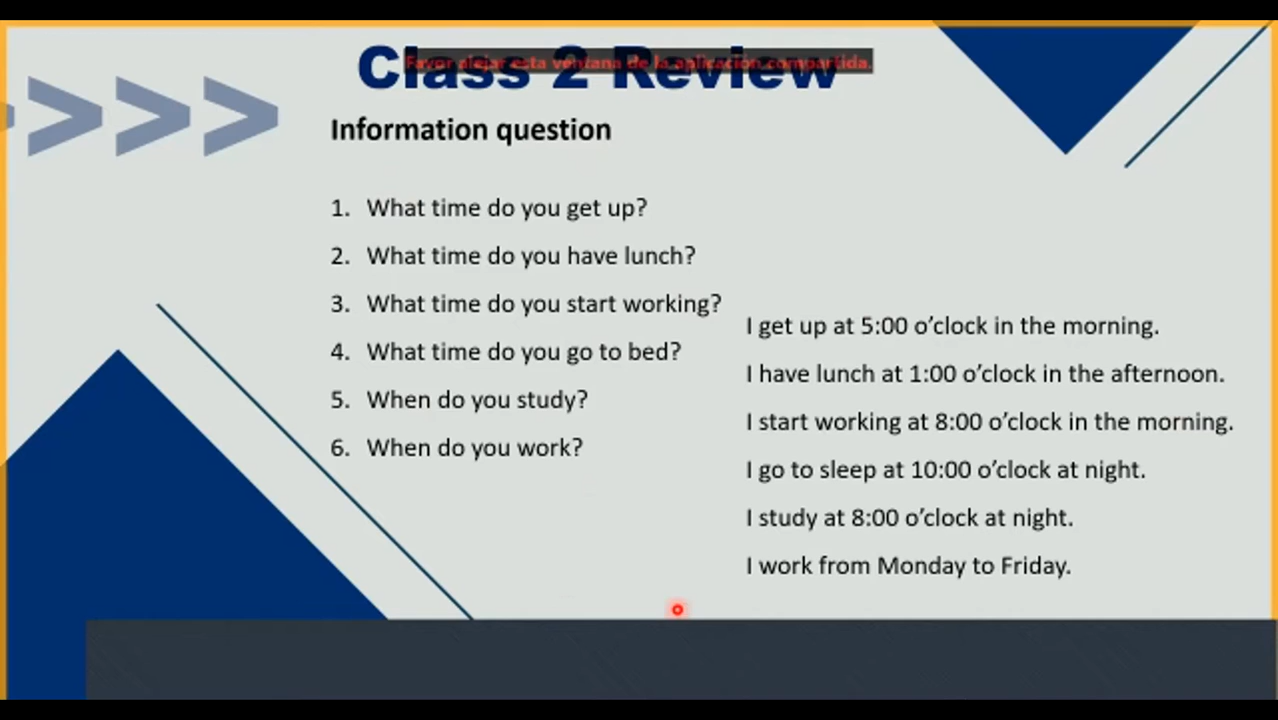 Class 2 Review
Favor alejar esta ventana de la aplicación compartida.
Information question
1. What time do you get up?
2. What time do you have lunch?
3. What time do you start working?
4. What time do you go to bed?
5. When do you study?
6. When do you work?
I get up at 5:00 o’clock in the morning.
I have lunch at 1:00 o’clock in the afternoon.
I start working at 8:00 o’clock in the morning.
I go to sleep at 10:00 o’clock at night.
I study at 8:00 o’clock at night.
I work from Monday to Friday.